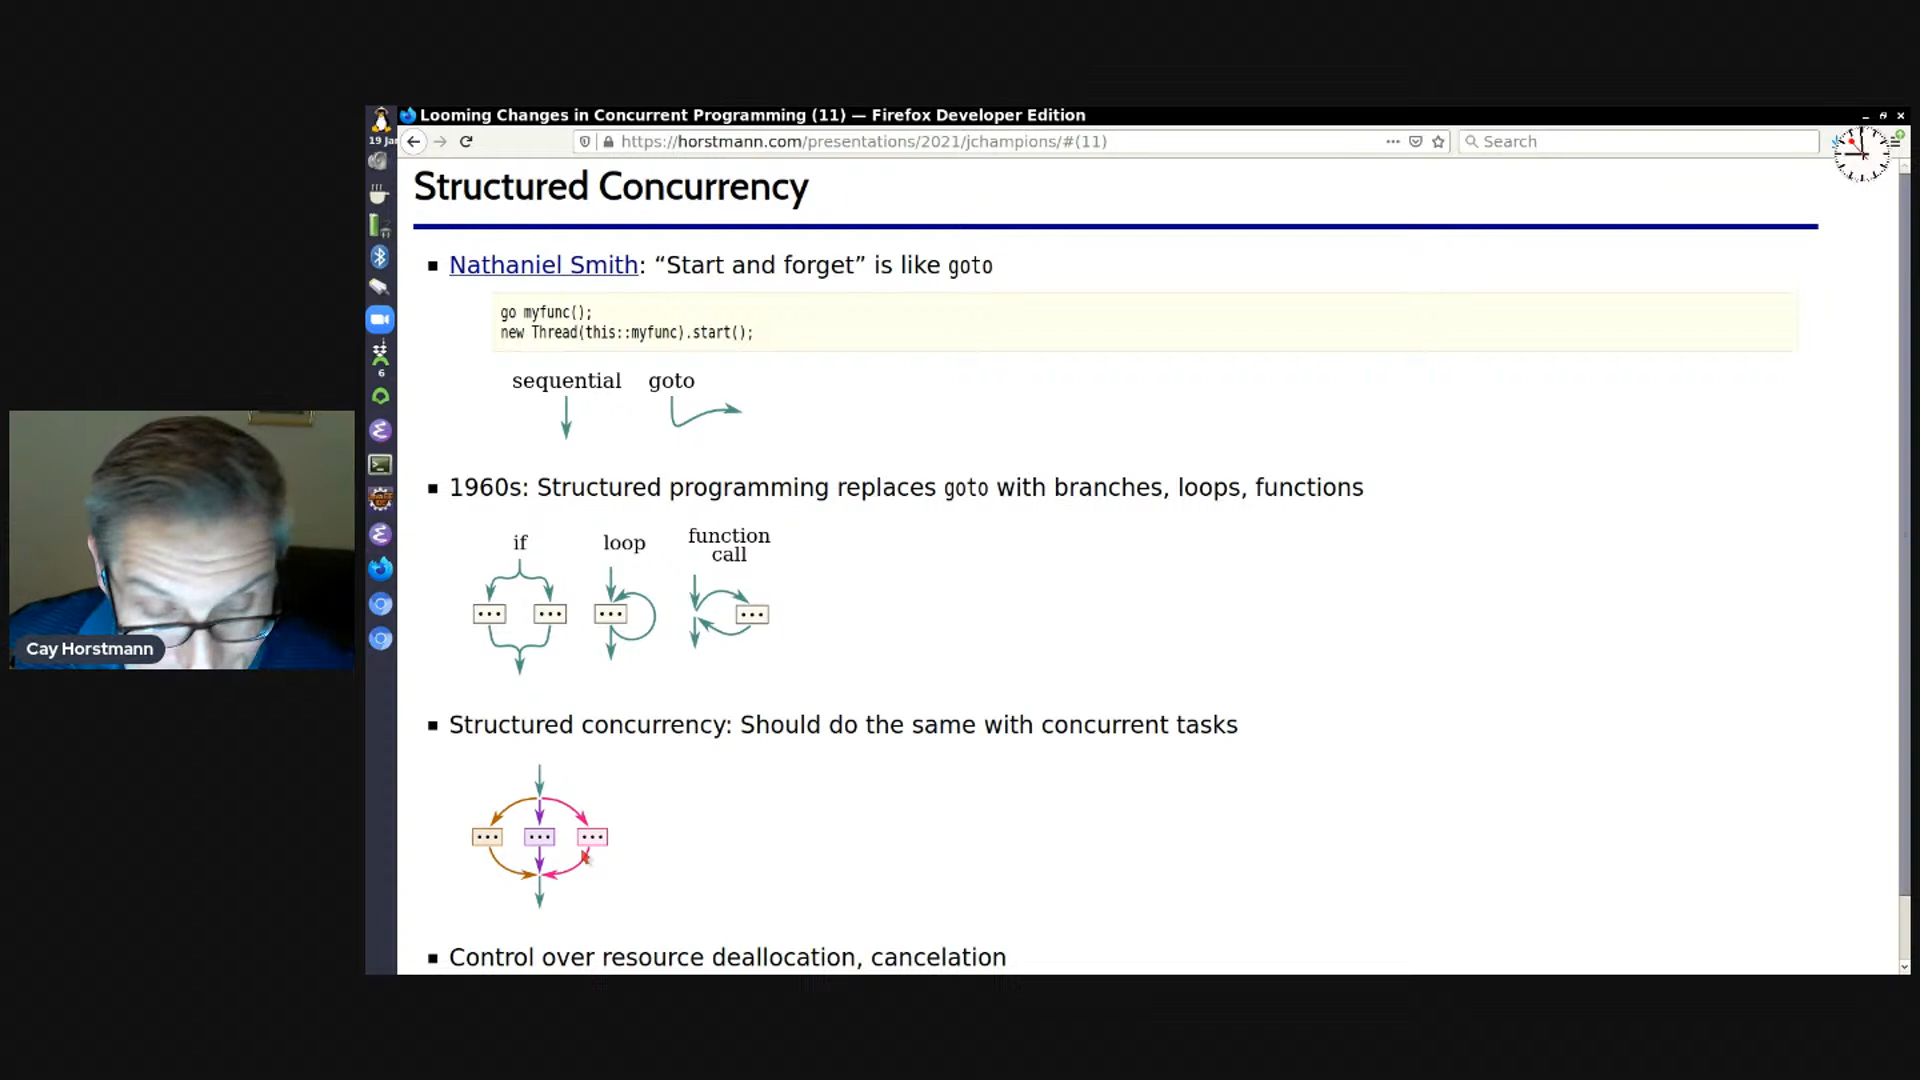 Looming Changes in Concurrent Programming (11) — Firefox Developer Edition
19 Jan
https://horstmann.com/presentations/2021/jchampions/#(11)
Search
Structured Concurrency
Nathaniel Smith: “Start and forget” is like goto
go myfunc();
new Thread(this::myfunc).start();
sequential goto
1960s: Structured programming replaces goto with branches, loops, functions
if loop function
call
Structured concurrency: Should do the same with concurrent tasks
Control over resource deallocation, cancelation
6
Cay Horstmann